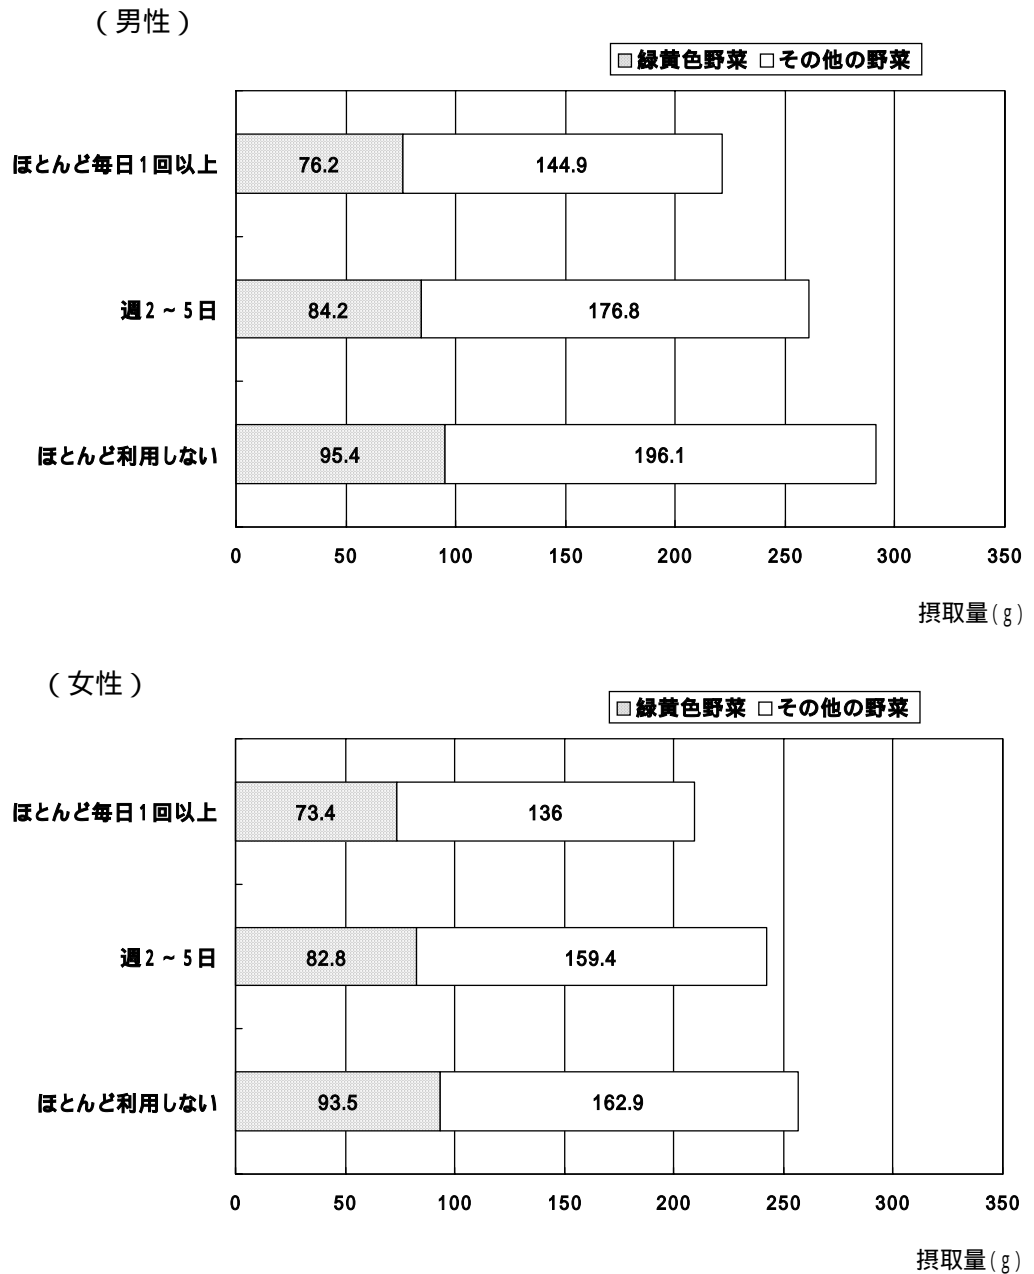 （男性）
緑黄色野菜 その他の野菜
ほとんど毎日1回以上 76.2 144.9
週2～5日 84.2 176.8
ほとんど利用しない 95.4 196.1
0 50 100 150 200 250 300 350
摂取量(g)
（女性）
緑黄色野菜 その他の野菜
ほとんど毎日1回以上 73.4 136
週2～5日 82.8 159.4
ほとんど利用しない 93.5 162.9
0 50 100 150 200 250 300 350
摂取量(g)